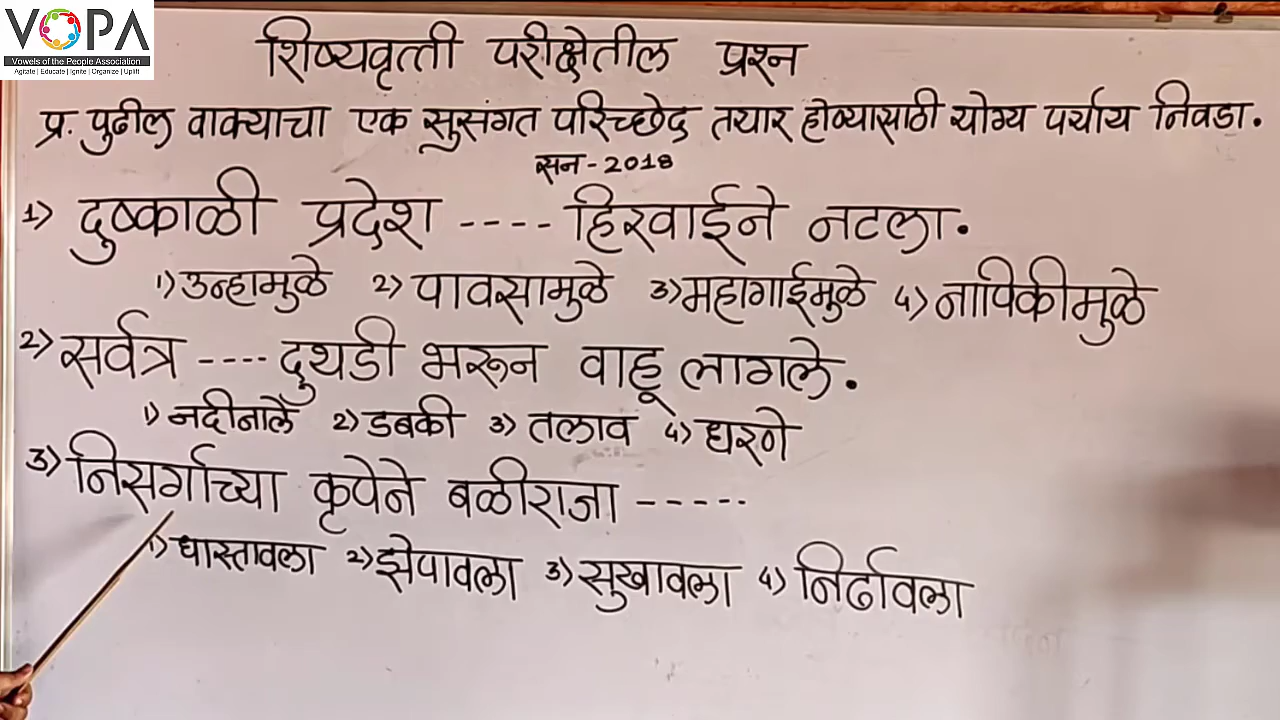 VOPA
Vowels of the People Association
Agitate | Educate | Ignite | Organize | Uplift
शिष्यवृत्ती परीक्षेतील प्रश्न
प्र. पुढील वाक्याचा एक सुसंगत परिच्छेद तयार होण्यासाठी योग्य पर्याय निवडा.
सन - 2018
1) दुष्काळी प्रदेश ---- हिरवाईने नटला.
1) उन्हामुळे 2) पावसामुळे 3) महागाईमुळे 4) नापिकीमुळे
2) सर्वत्र ---- दुथडी भरून वाहू लागले.
1) नदीनाले 2) डबकी 3) तलाव 4) धरणे
3) निसर्गाच्या कृपेने बळीराजा -----
1) धास्तावला 2) झेपावला 3) सुखावला 4) निर्ढावला